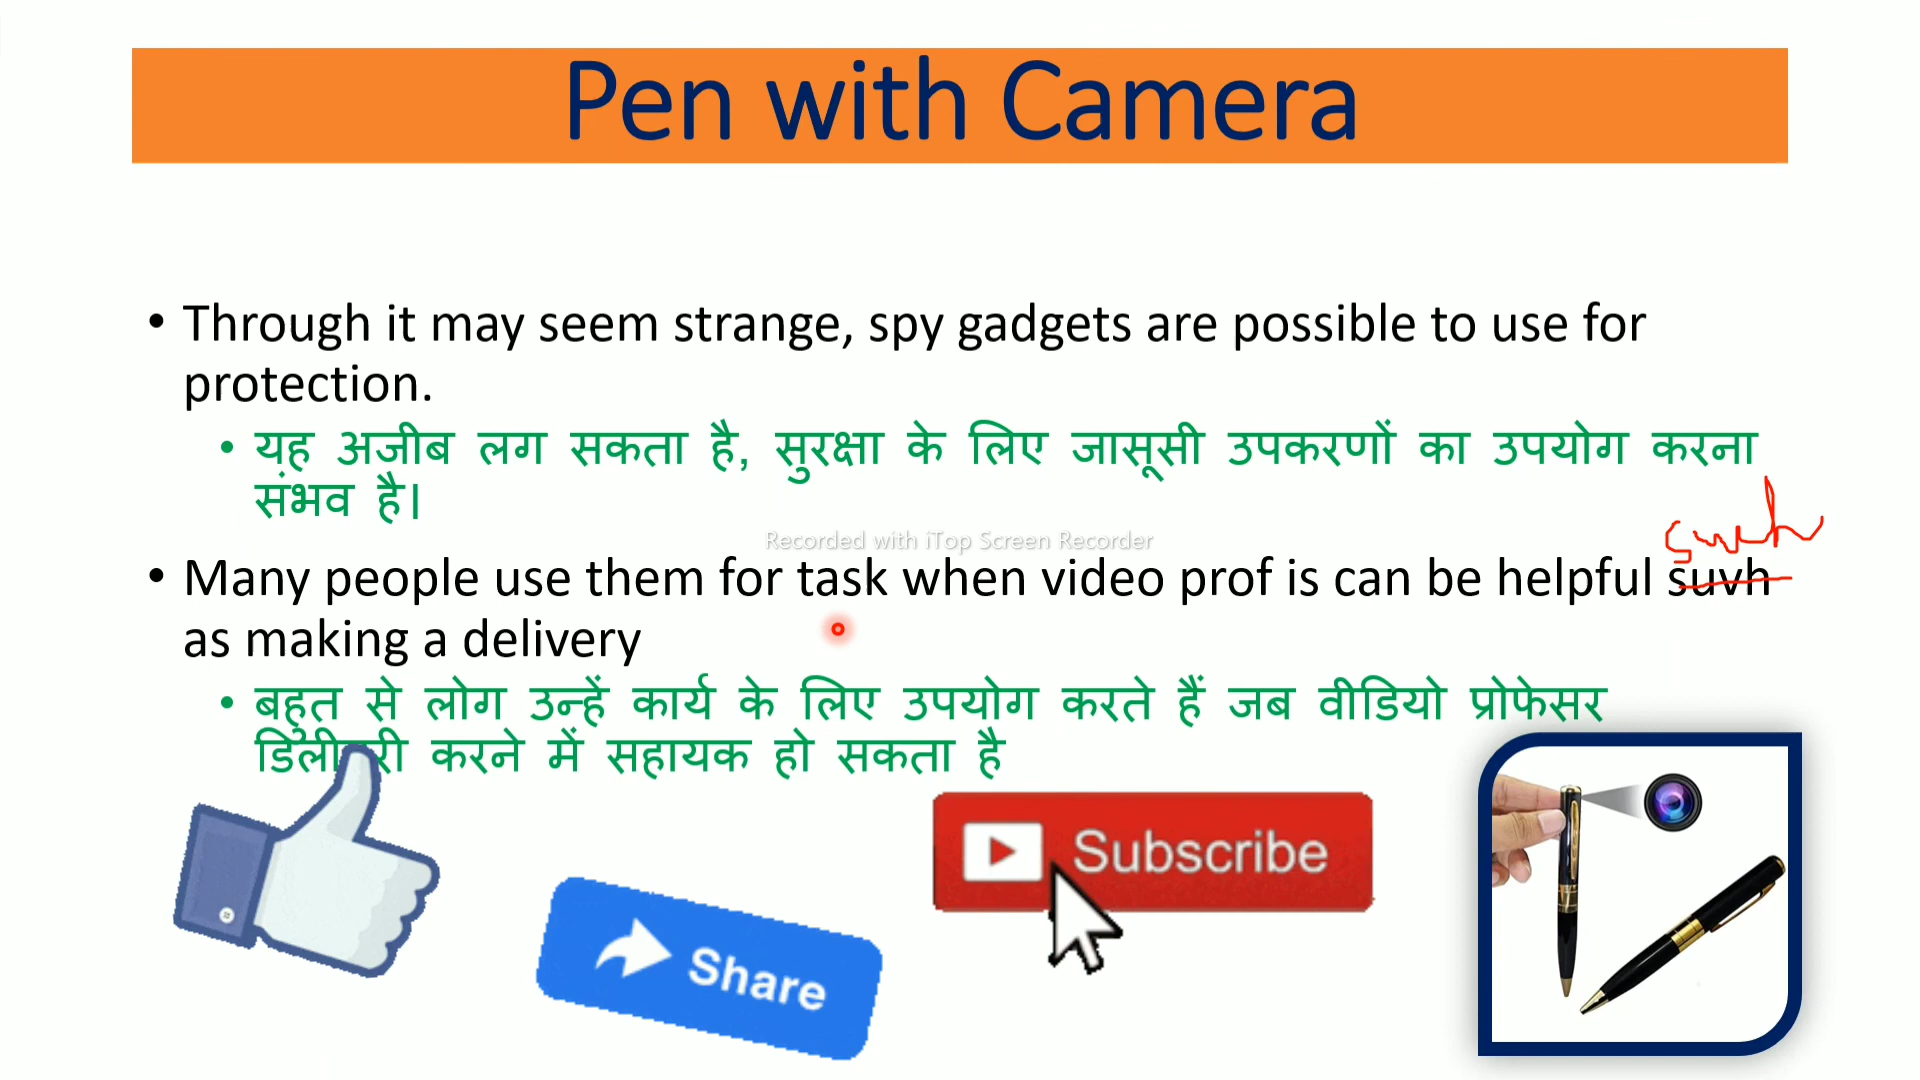 Pen with Camera
• Through it may seem strange, spy gadgets are possible to use for
protection.
• यह अजीब लग सकता है, सुरक्षा के लिए जासूसी उपकरणों का उपयोग करना
संभव है।
Recorded with iTop Screen Recorder
such
• Many people use them for task when video prof is can be helpful suvh
as making a delivery
• बहुत से लोग उन्हें कार्य के लिए उपयोग करते हैं जब वीडियो प्रोफेसर
करने में सहायक हो सकता है
Subscribe
Share